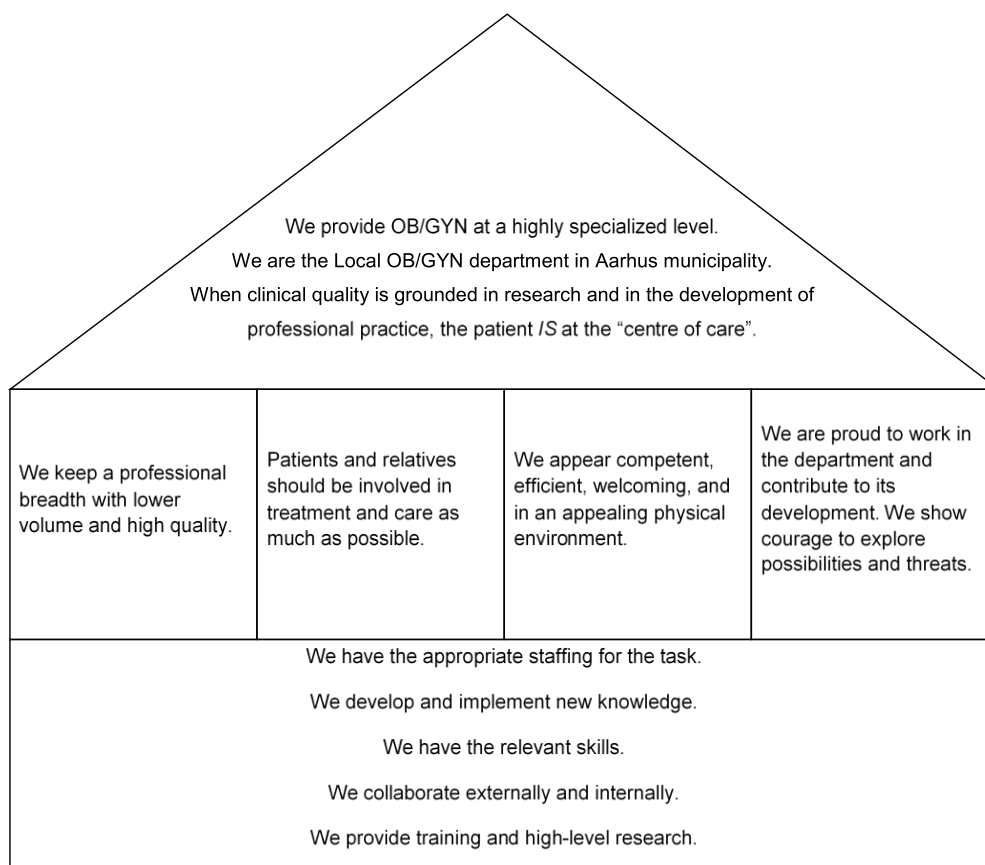 We provide OB/GYN at a highly specialized level.
We are the Local OB/GYN department in Aarhus municipality.
When clinical quality is grounded in research and in the development of
professional practice, the patient IS at the “centre of care”.
We keep a professional
breadth with lower
volume and high quality.
Patients and relatives
should be involved in
treatment and care as
much as possible.
We appear competent,
efficient, welcoming, and
in an appealing physical
environment.
We are proud to work in
the department and
contribute to its
development. We show
courage to explore
possibilities and threats.
We have the appropriate staffing for the task.
We develop and implement new knowledge.
We have the relevant skills.
We collaborate externally and internally.
We provide training and high-level research.